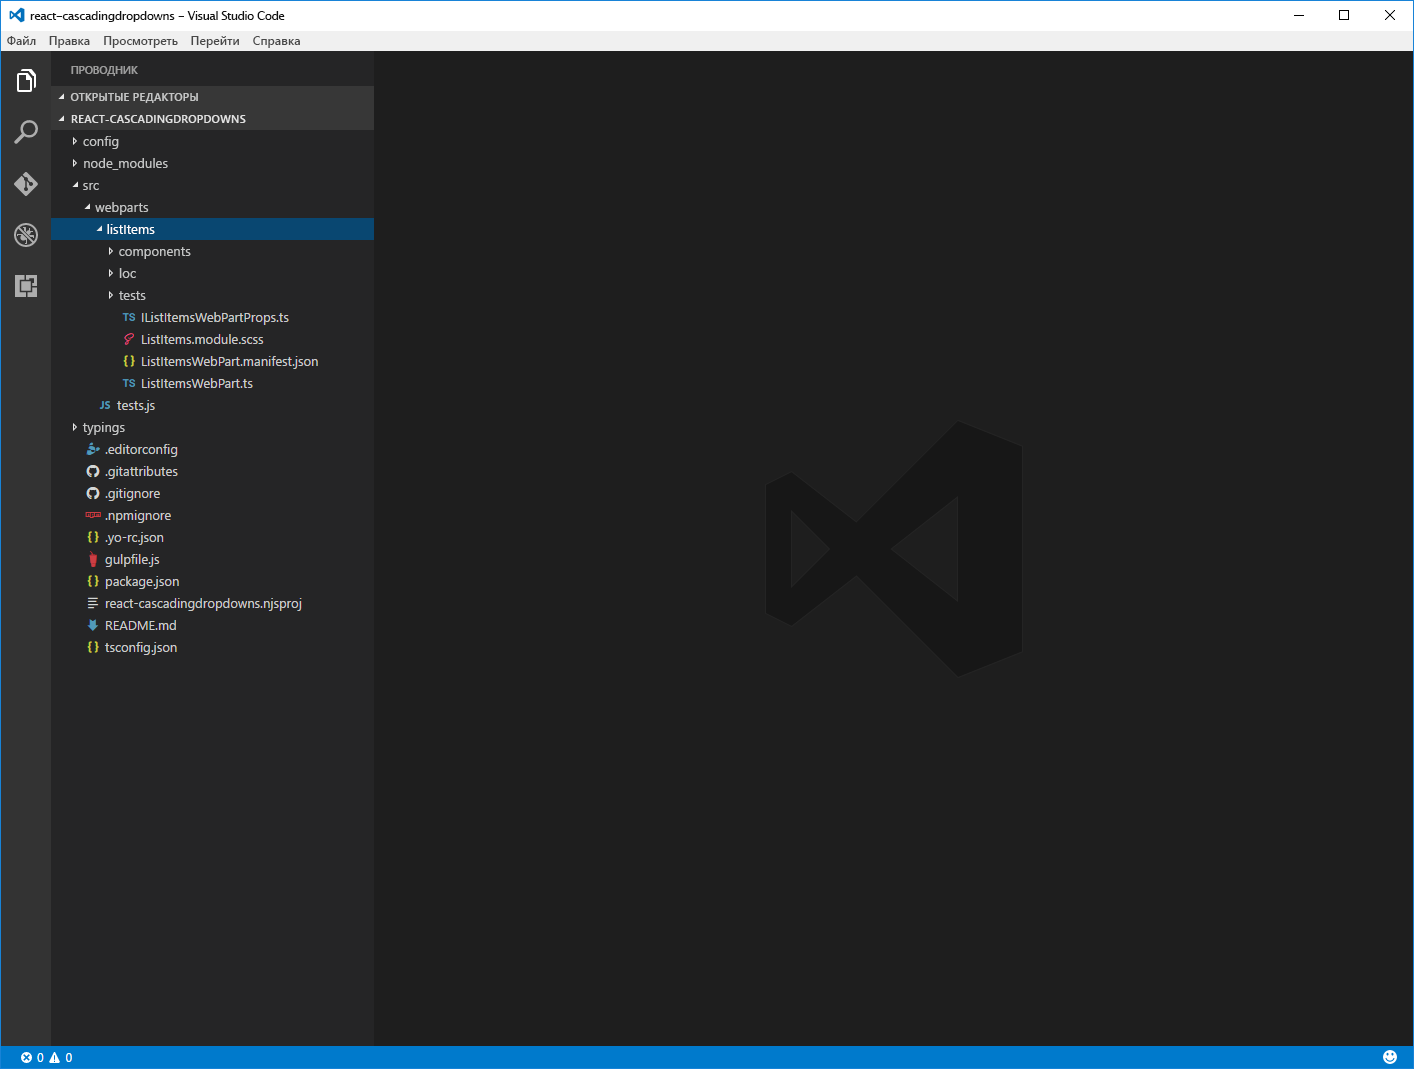 react-cascadingdropdowns – Visual Studio Code
Файл Правка Просмотреть Перейти Справка
ПРОВОДНИК
ОТКРЫТЫЕ РЕДАКТОРЫ
REACT-CASCADINGDROPDOWNS
config
node_modules
src
webparts
listItems
components
loc
tests
TS IListItemsWebPartProps.ts
ListItems.module.scss
{} ListItemsWebPart.manifest.json
TS ListItemsWebPart.ts
JS tests.js
typings
.editorconfig
.gitattributes
.gitignore
npm .npmignore
{} .yo-rc.json
gulpfile.js
{} package.json
react-cascadingdropdowns.njsproj
README.md
{} tsconfig.json
0 0